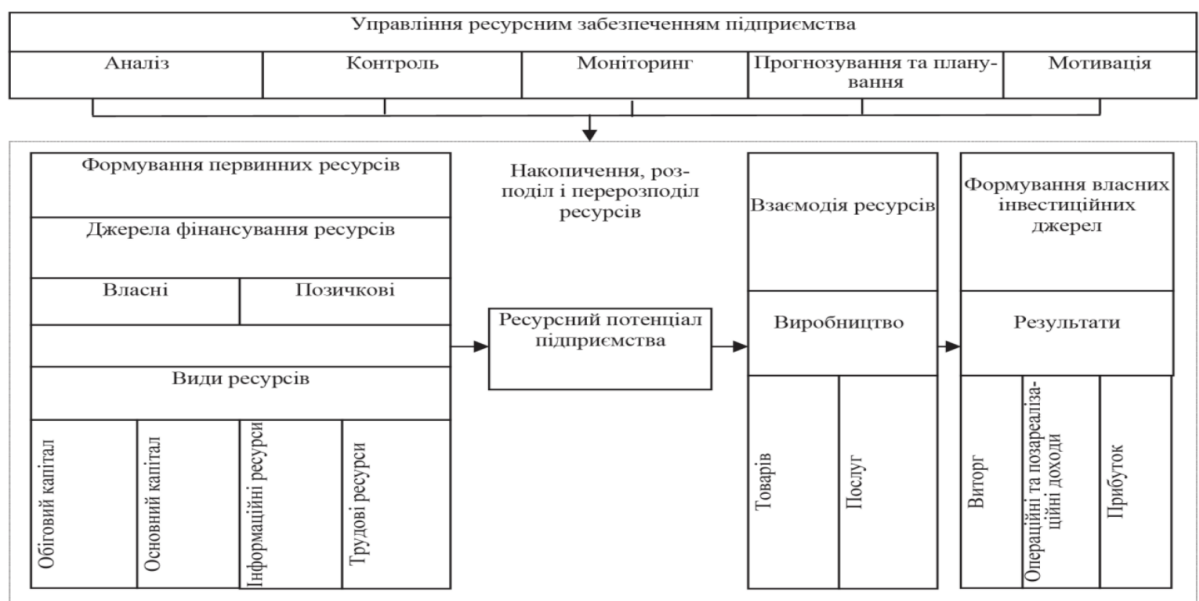 Управління ресурсним забезпеченням підприємства
Аналіз
Контроль
Моніторинг
Прогнозування та плану-
вання
Мотивація
Формування первинних ресурсів
Джерела фінансування ресурсів
Власні
Позичкові
Види ресурсів
Обіговий капітал
Основний капітал
Інформаційні ресурси
Трудові ресурси
Накопичення, роз-
поділ і перерозподіл
ресурсів
Ресурсний потенціал
підприємства
Взаємодія ресурсів
Виробництво
Товарів
Послуг
Формування власних
інвестиційних
джерел
Результати
Виторг
Операційні та позареаліза-
ційні доходи
Прибуток